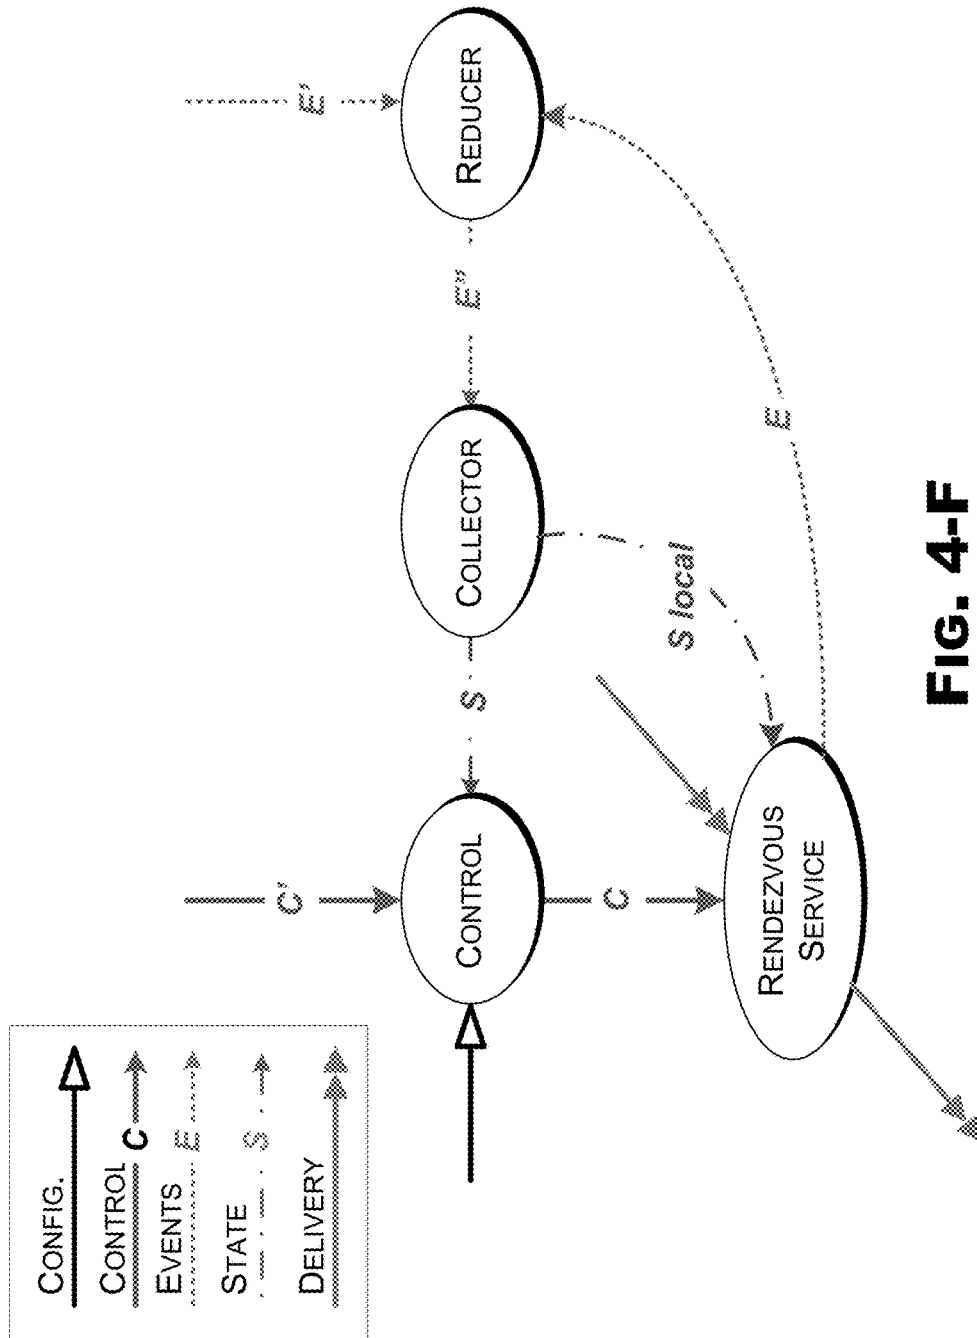 CONFIG.
CONTROL
C
EVENTS
E
STATE
S
DELIVERY
C'
E'
CONTROL
S
COLLECTOR
E"
REDUCER
C
S local
E
RENDEZVOUS
SERVICE
FIG. 4-F